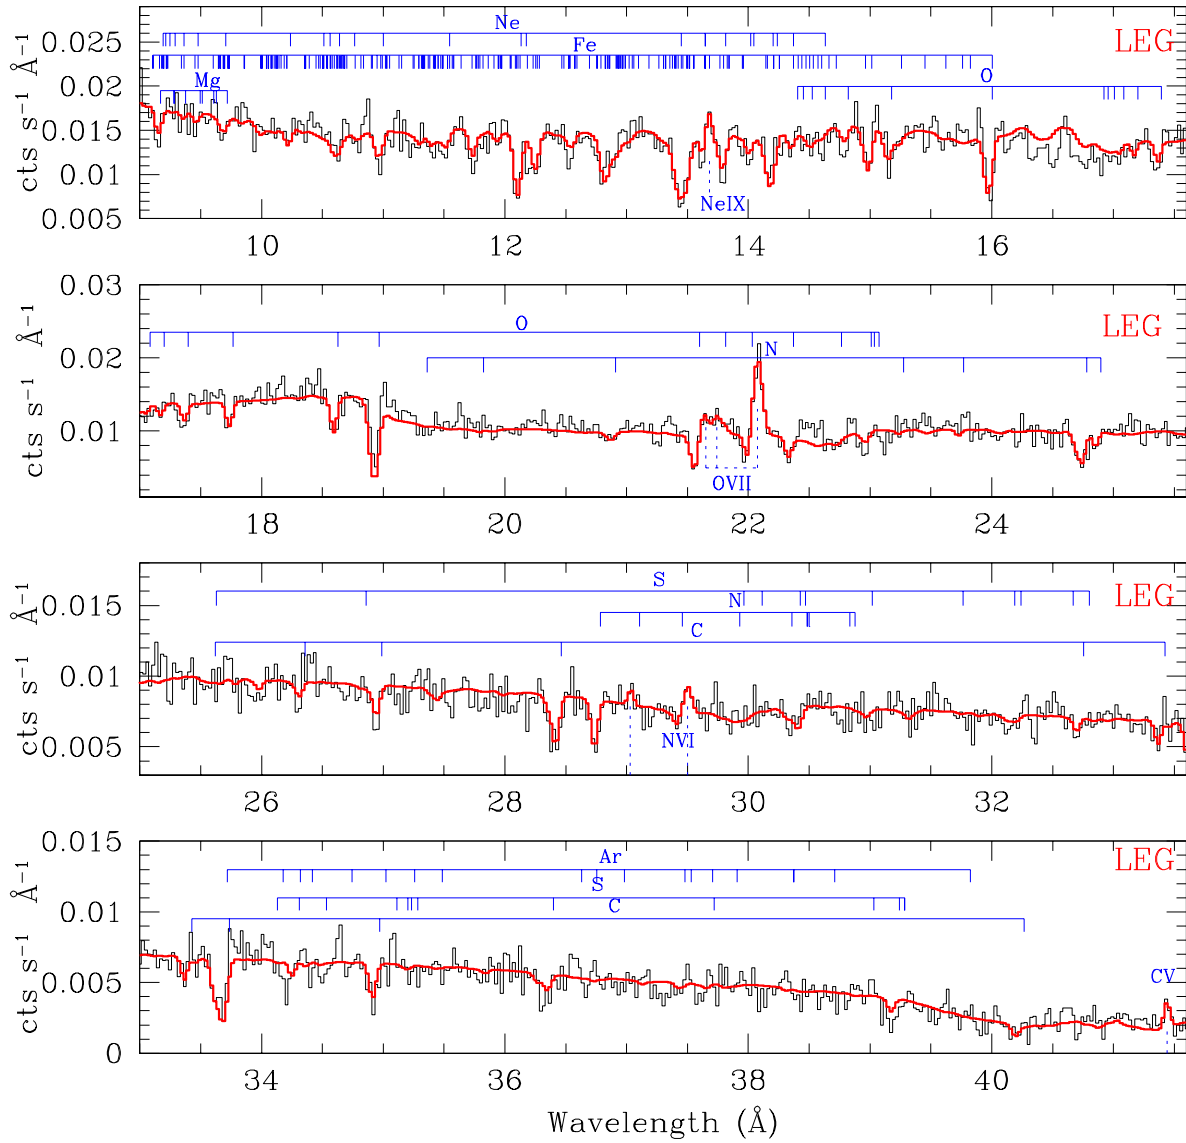 Ne
0.025
LEG
Fe
0.02
Mg
O
0.015
0.01
NeIX
0.005
cts s⁻¹ Å⁻¹
10 12 14 16
0.03
O
LEG
N
0.02
0.01
OVII
cts s⁻¹ Å⁻¹
18 20 22 24
S
LEG
0.015
N
C
0.01
NVI
0.005
cts s⁻¹ Å⁻¹
26 28 30 32
0.015
Ar
LEG
S
0.01
C
CV
0.005
0
cts s⁻¹ Å⁻¹
34 36 38 40
Wavelength (Å)